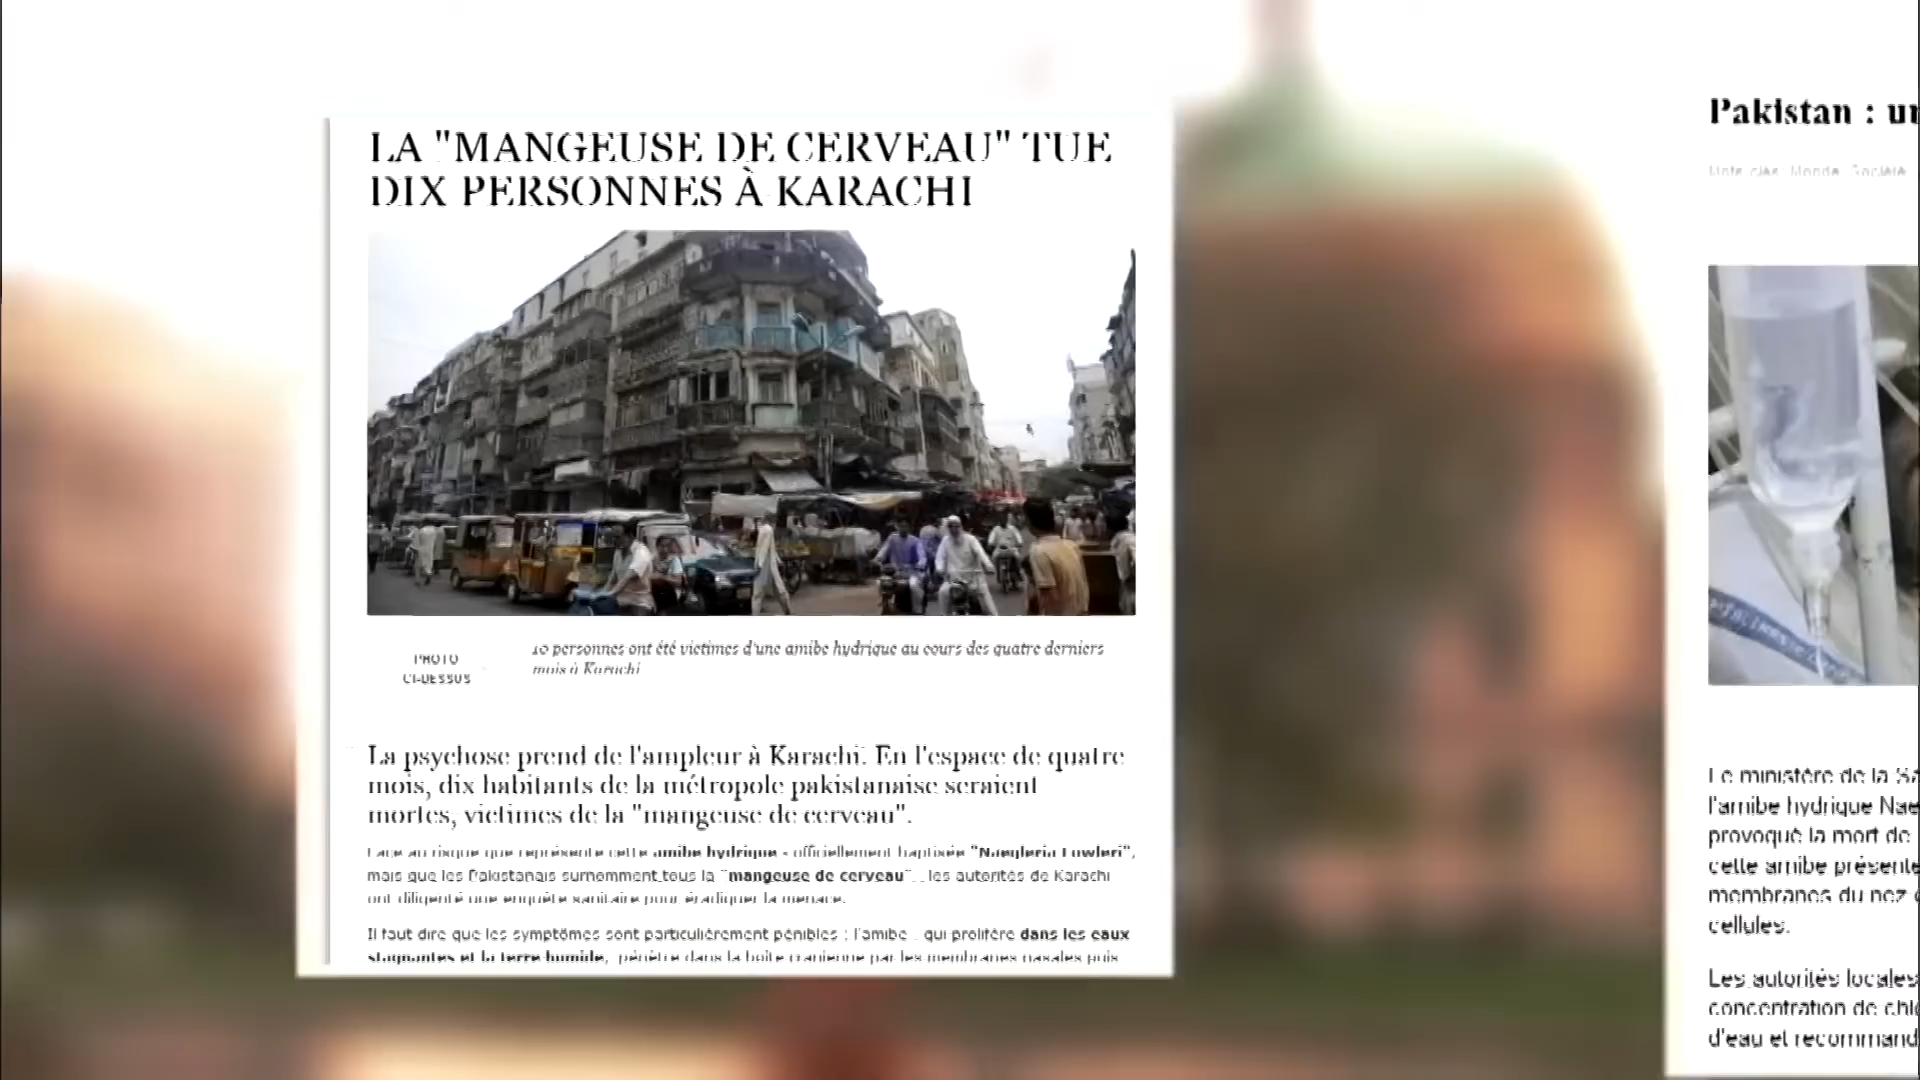 LA "MANGEUSE DE CERVEAU" TUE
DIX PERSONNES À KARACHI
PHOTO
CI-DESSUS
10 personnes ont été victimes d'une amibe hydrique au cours des quatre derniers
mois à Karachi
La psychose prend de l'ampleur à Karachi. En l'espace de quatre
mois, dix habitants de la métropole pakistanaise seraient
mortes, victimes de la "mangeuse de cerveau".
Face au risque que représente cette amibe hydrique - officiellement baptisée "Naegleria Fowleri",
mais que les Pakistanais surnomment tous la "mangeuse de cerveau" - les autorités de Karachi
ont diligenté une enquête sanitaire pour éradiquer la menace.
Il faut dire que les symptômes sont particulièrement pénibles : l'amibe - qui prolifère dans les eaux
stagnantes et la terre humide, pénètre dans la boîte cranienne par les membranes nasales puis
Pakistan : un
Mots clés Monde Société
Le ministère de la Sa
l'amibe hydrique Nae
provoqué la mort de
cette amibe présente
membranes du nez
cellules.
Les autorités locales
concentration de chlo
d'eau et recommand